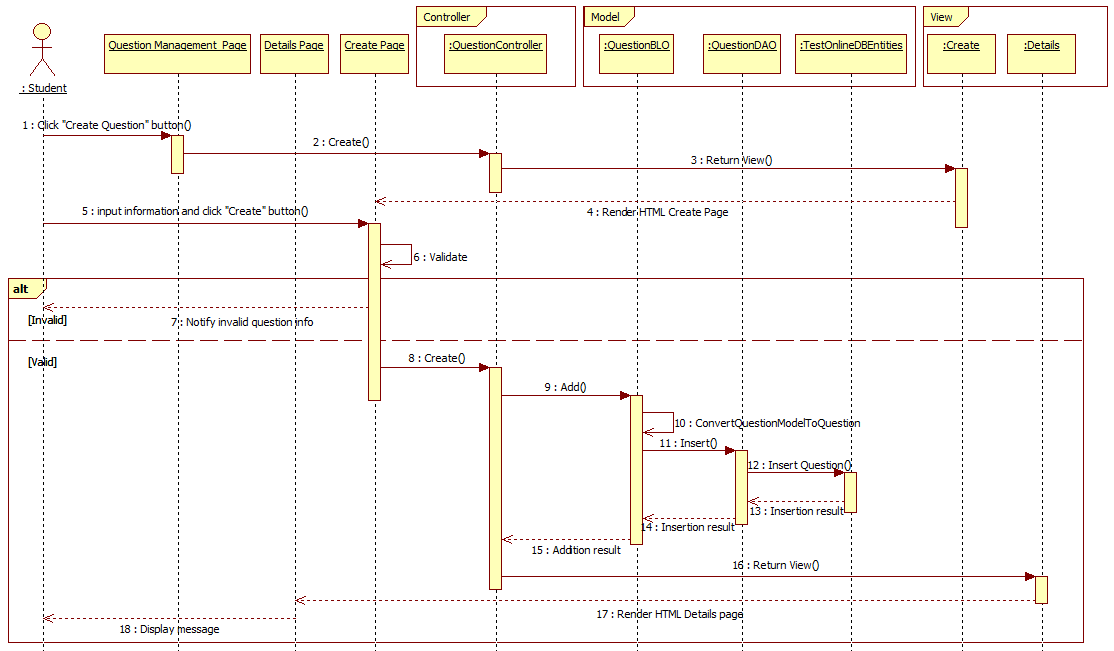 Controller
Model
View
Question Management Page
Details Page
Create Page
:QuestionController
:QuestionBLO
:QuestionDAO
:TestOnlineDBEntities
:Create
:Details
: Student
1 : Click "Create Question" button()
2 : Create()
3 : Return View()
4 : Render HTML Create Page
5 : input information and click "Create" button()
6 : Validate
alt
[Invalid]
7 : Notify invalid question info
[Valid]
8 : Create()
9 : Add()
10 : ConvertQuestionModelToQuestion
11 : Insert()
12 : Insert Question()
13 : Insertion result
14 : Insertion result
15 : Addition result
16 : Return View()
17 : Render HTML Details page
18 : Display message